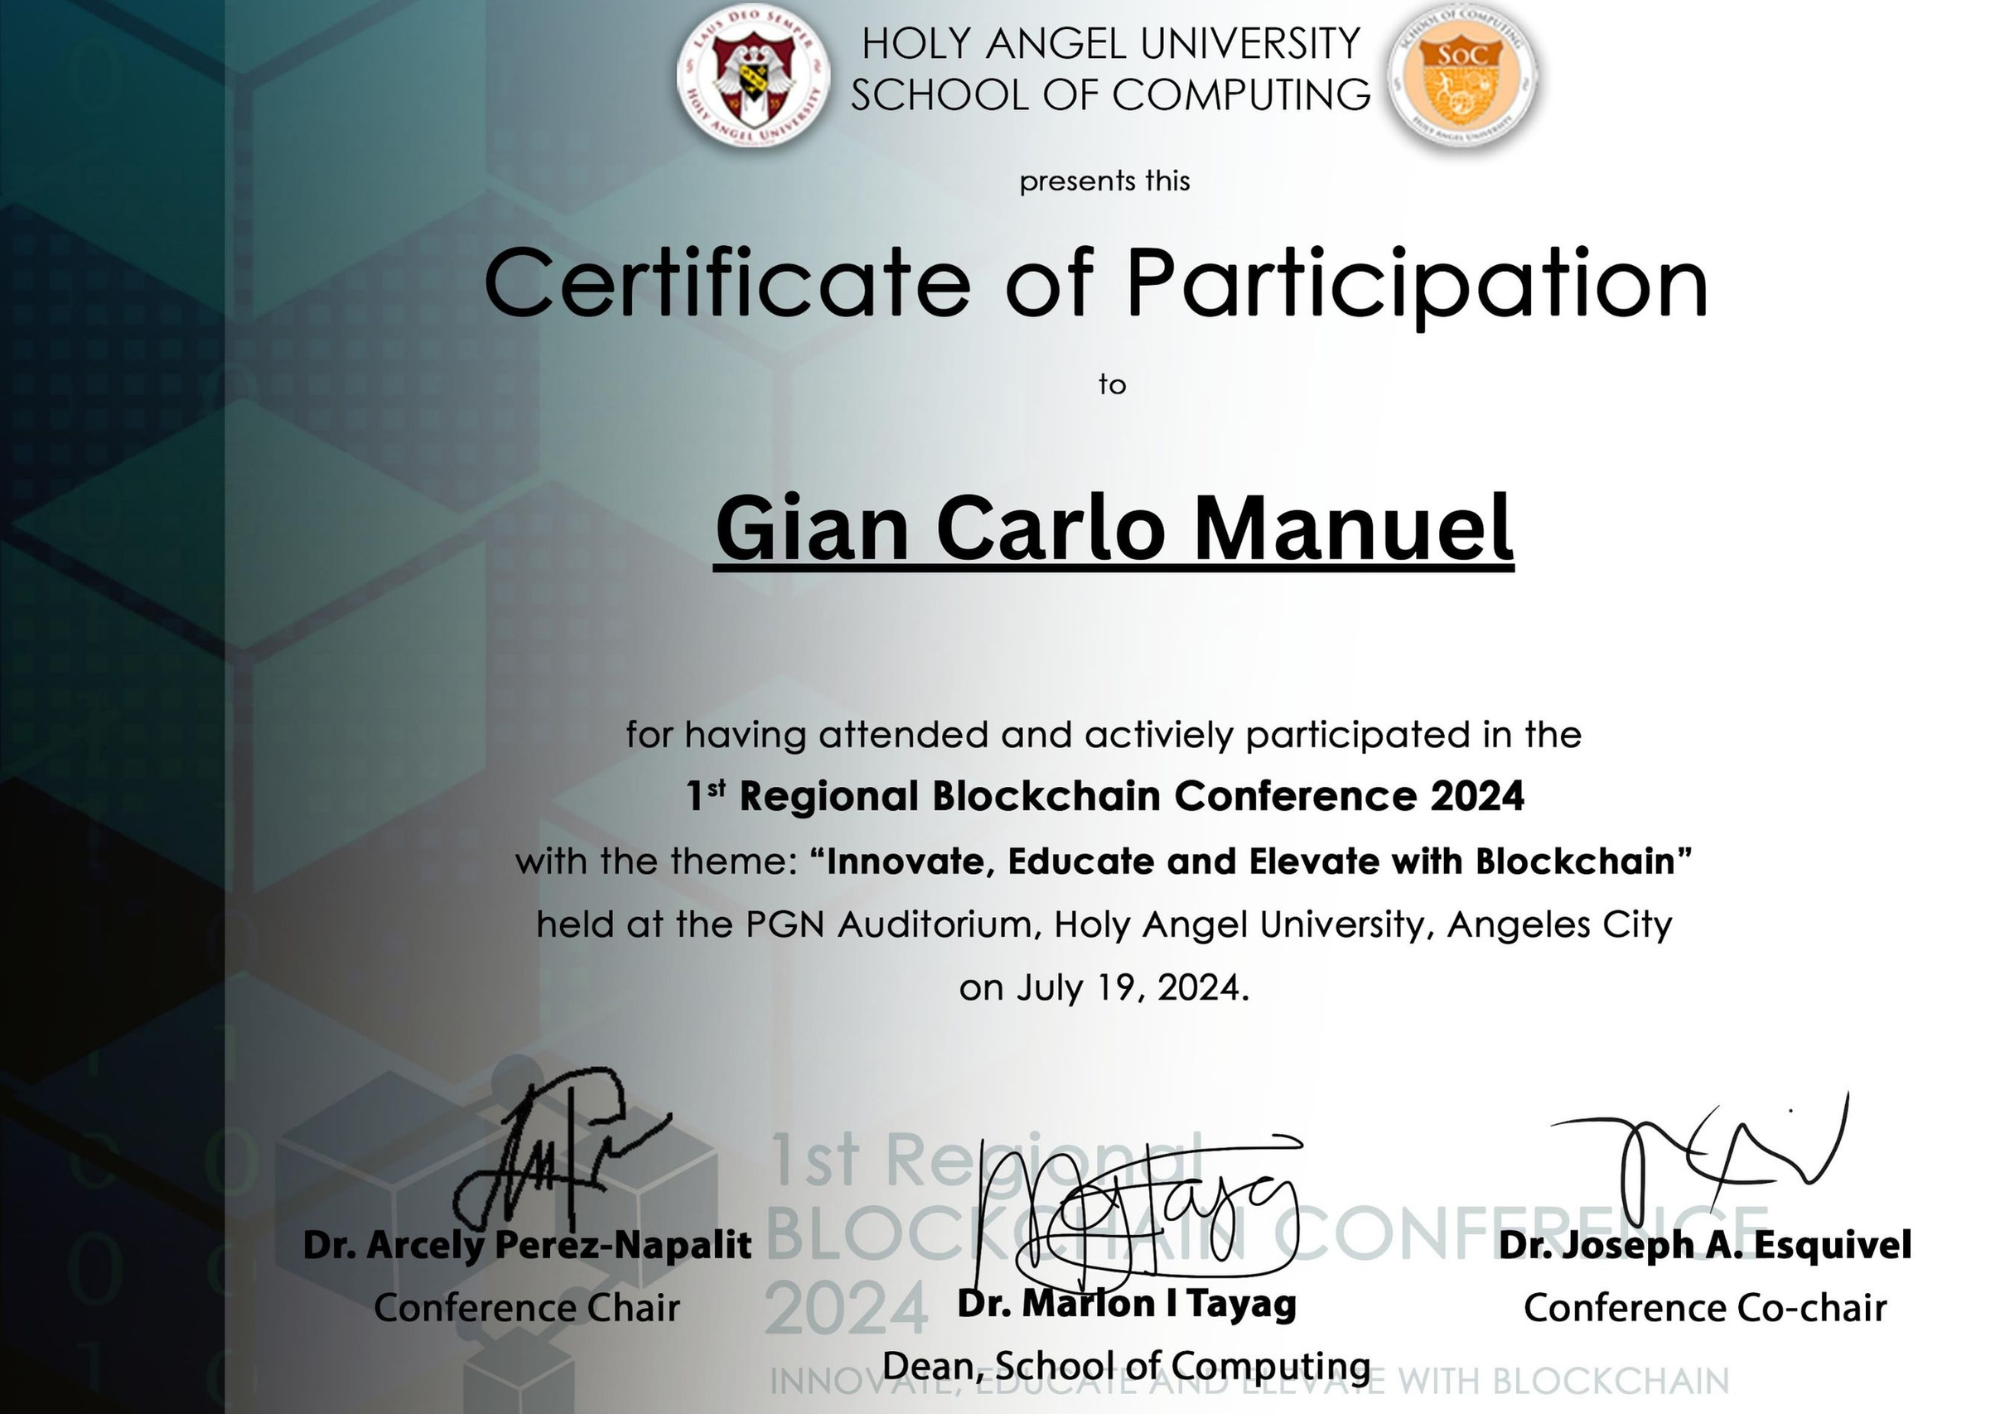 LAUS DEO SEMPER
HOLY ANGEL UNIVERSITY
19 33
HOLY ANGEL UNIVERSITY
SCHOOL OF COMPUTING
SCHOOL OF COMPUTING
SOC
HOLY ANGEL UNIVERSITY
presents this
Certificate of Participation
to
Gian Carlo Manuel
for having attended and activiely participated in the
1st Regional Blockchain Conference 2024
with the theme: “Innovate, Educate and Elevate with Blockchain”
held at the PGN Auditorium, Holy Angel University, Angeles City
on July 19, 2024.
Dr. Arcely Perez-Napalit
Conference Chair
Dr. Marlon I Tayag
Dean, School of Computing
Dr. Joseph A. Esquivel
Conference Co-chair
1st Regional
BLOCKCHAIN CONFERENCE
2024
INNOVATE, EDUCATE AND ELEVATE WITH BLOCKCHAIN